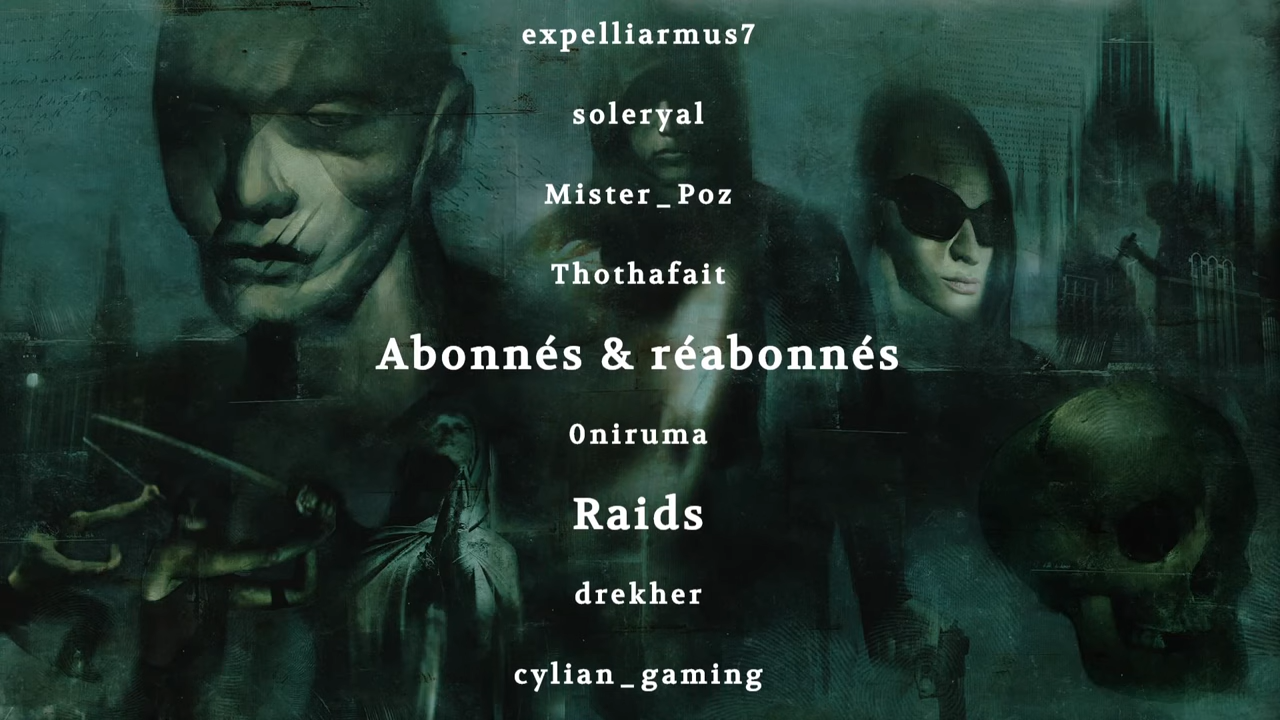 expelliarmus7
soleryal
Mister_Poz
Thothafait
Abonnés & réabonnés
0niruma
Raids
drekher
cylian_gaming